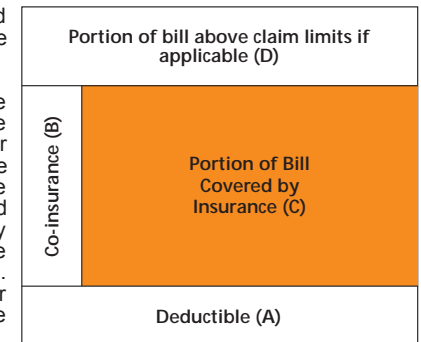 Portion of bill above claim limits if
applicable (D)
Co-insurance (B)
Portion of Bill
Covered by
Insurance (C)
Deductible (A)